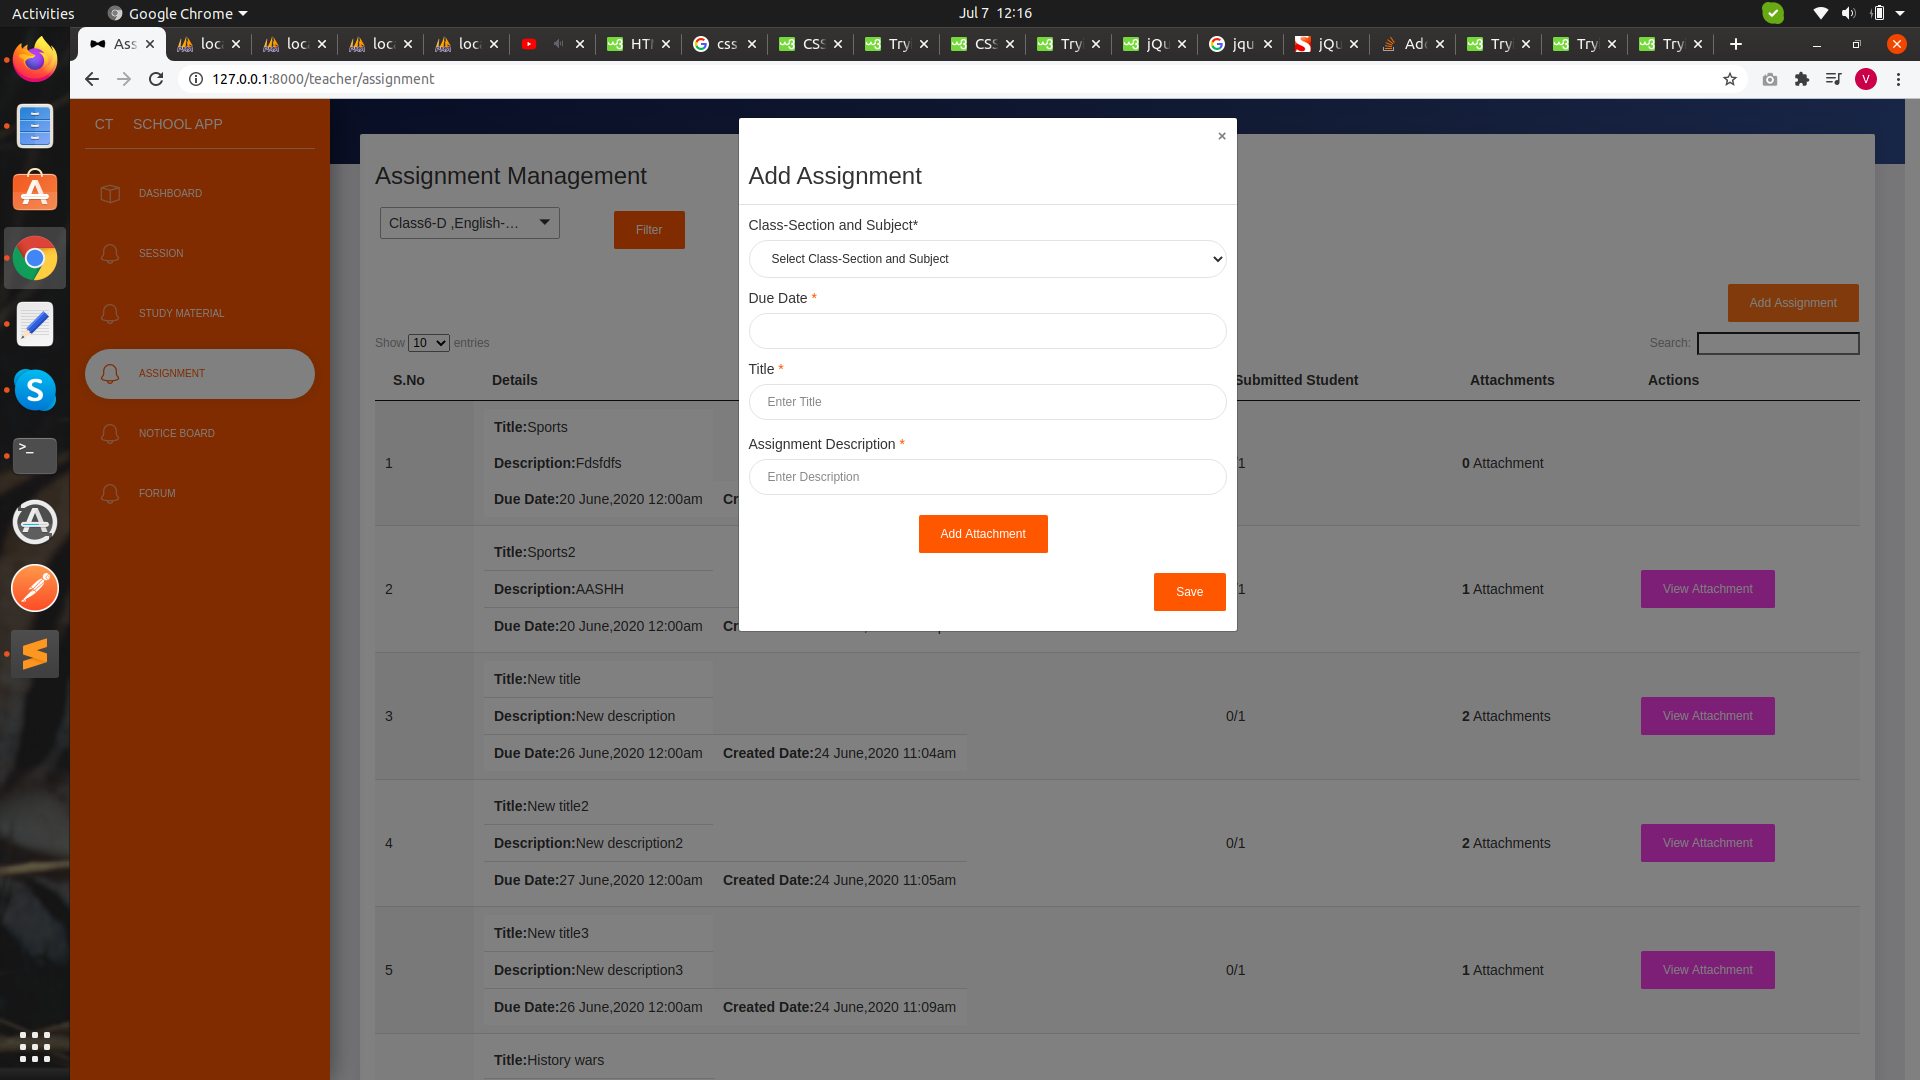 Activities Google Chrome Jul 7 12:16
Ass loca loca loca loca HTM css CSS Try CSS Try jQu jqu jQu Add Try Try Try
127.0.0.1:8000/teacher/assignment V
CT SCHOOL APP
DASHBOARD
SESSION
STUDY MATERIAL
ASSIGNMENT
NOTICE BOARD
FORUM
Assignment Management
Class6-D ,English-... Filter
Add Assignment
Show 10 entries Search:
S.No Details Submitted Student Attachments Actions
Title:Sports
1 Description:Fdsfdfs /1 0 Attachment
Due Date:20 June,2020 12:00am Cr
Title:Sports2
2 Description:AASHH /1 1 Attachment View Attachment
Due Date:20 June,2020 12:00am Cr
Title:New title
3 Description:New description 0/1 2 Attachments View Attachment
Due Date:26 June,2020 12:00am Created Date:24 June,2020 11:04am
Title:New title2
4 Description:New description2 0/1 2 Attachments View Attachment
Due Date:27 June,2020 12:00am Created Date:24 June,2020 11:05am
Title:New title3
5 Description:New description3 0/1 1 Attachment View Attachment
Due Date:26 June,2020 12:00am Created Date:24 June,2020 11:09am
Title:History wars
×
Add Assignment
Class-Section and Subject*
Select Class-Section and Subject
Due Date *
Title *
Enter Title
Assignment Description *
Enter Description
Add Attachment
Save